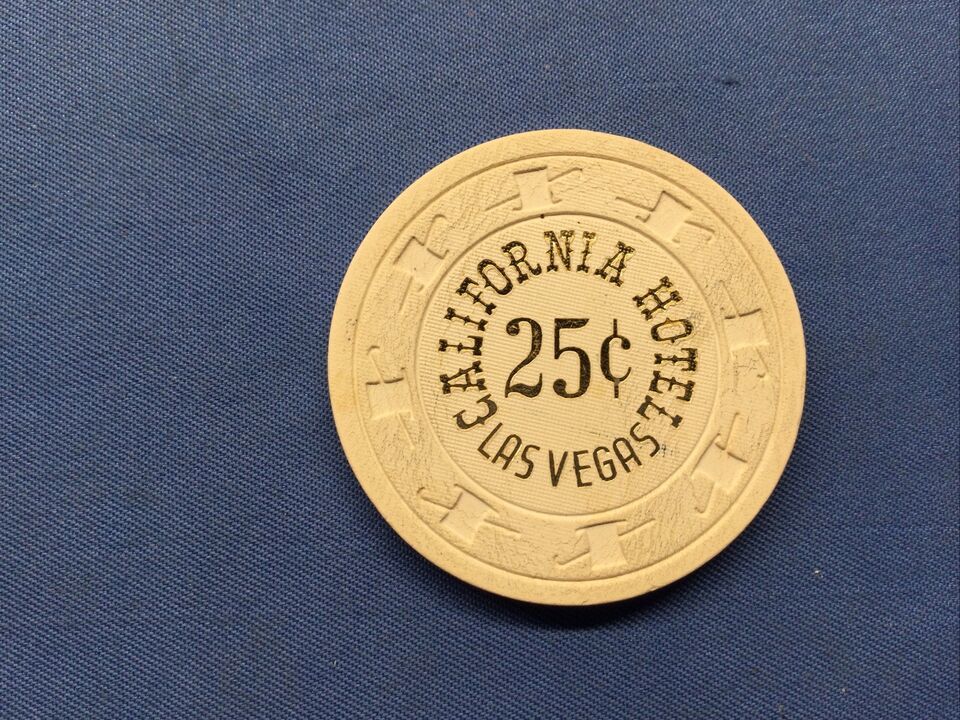 CALIFORNIA HOTEL
25¢
LAS VEGAS